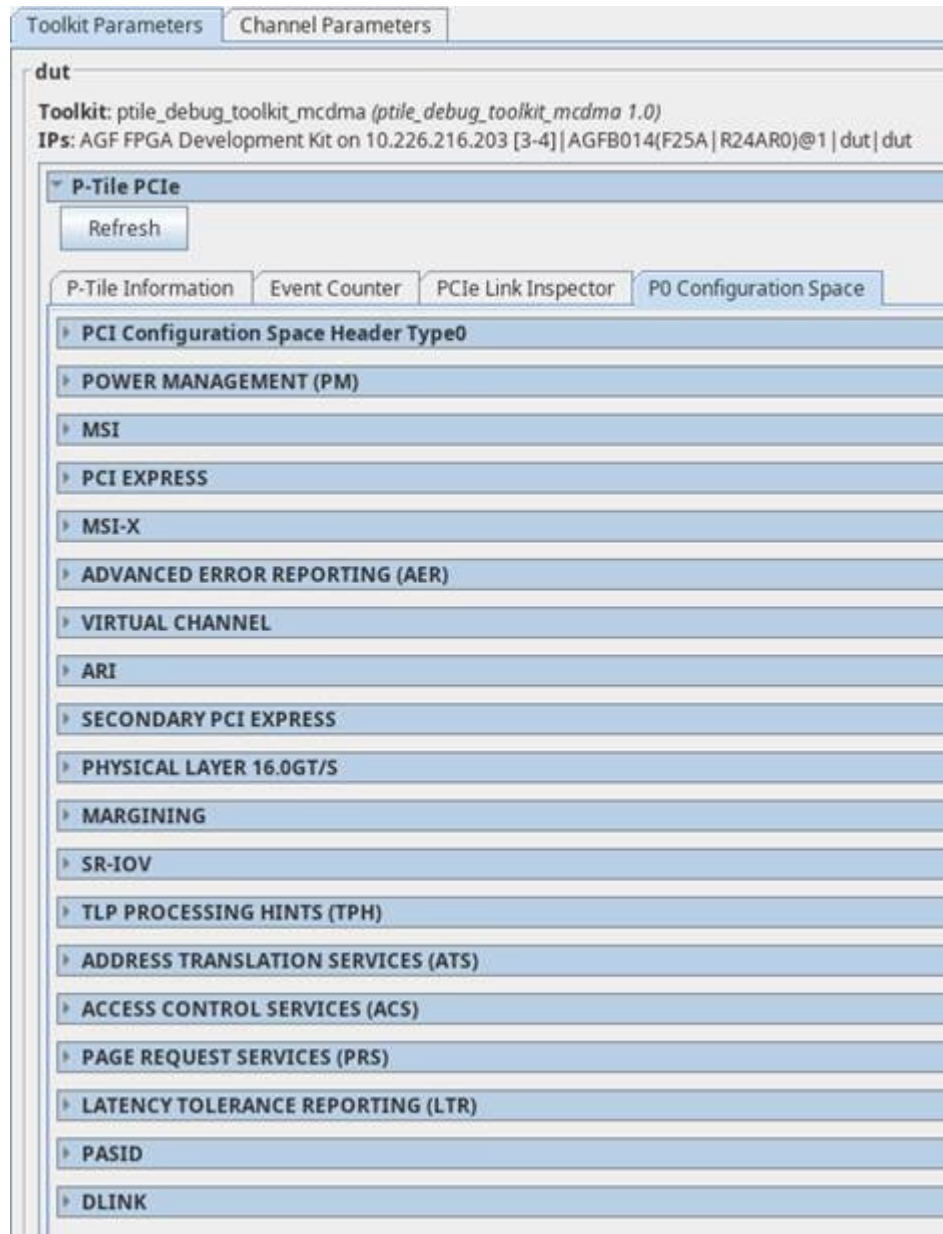 Toolkit Parameters Channel Parameters
dut
Toolkit: ptile_debug_toolkit_mcdma (ptile_debug_toolkit_mcdma 1.0)
IPs: AGF FPGA Development Kit on 10.226.216.203 [3-4]|AGFB014(F25A|R24AR0)@1|dut|dut
P-Tile PCIe
Refresh
P-Tile Information Event Counter PCIe Link Inspector P0 Configuration Space
PCI Configuration Space Header Type0
POWER MANAGEMENT (PM)
MSI
PCI EXPRESS
MSI-X
ADVANCED ERROR REPORTING (AER)
VIRTUAL CHANNEL
ARI
SECONDARY PCI EXPRESS
PHYSICAL LAYER 16.0GT/S
MARGINING
SR-IOV
TLP PROCESSING HINTS (TPH)
ADDRESS TRANSLATION SERVICES (ATS)
ACCESS CONTROL SERVICES (ACS)
PAGE REQUEST SERVICES (PRS)
LATENCY TOLERANCE REPORTING (LTR)
PASID
DLINK